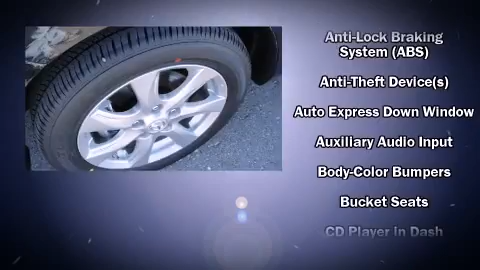 Anti-Lock Braking
System (ABS)
Anti-Theft Device(s)
Auto Express Down Window
Auxiliary Audio Input
Body-Color Bumpers
Bucket Seats
CD Player in Dash